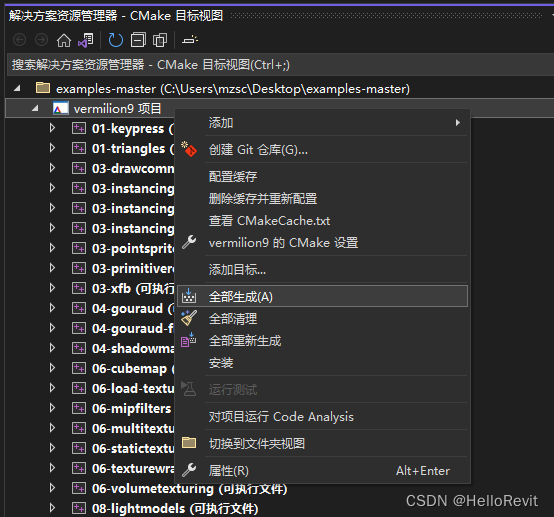 解决方案资源管理器 - CMake 目标视图
搜索解决方案资源管理器 - CMake 目标视图(Ctrl+;)
examples-master (C:\Users\mzsc\Desktop\examples-master)
vermilion9 项目
01-keypress (
01-triangles (
03-drawcomm
03-instancing
03-instancing
03-instancing
03-pointsprite
03-primitivere
03-xfb (可执行
04-gouraud (
04-gouraud-f
04-shadowma
06-cubemap (
06-load-textu
06-mipfilters
06-multitextu
06-statictextu
06-texturewra
06-volumetexturing (可执行文件)
08-lightmodels (可执行文件)
添加
创建 Git 仓库(G)...
配置缓存
删除缓存并重新配置
查看 CMakeCache.txt
vermilion9 的 CMake 设置
添加目标...
全部生成(A)
全部清理
全部重新生成
安装
运行测试
对项目运行 Code Analysis
切换到文件夹视图
属性(R) Alt+Enter
CSDN @HelloRevit